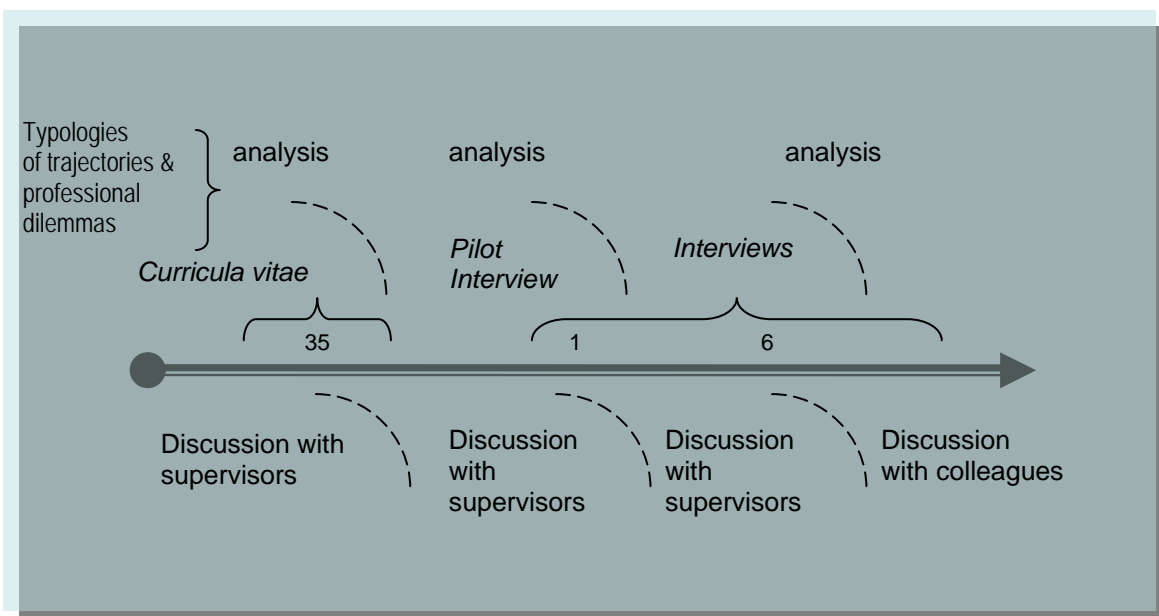 Typologies
of trajectories &
professional
dilemmas
analysis
analysis
analysis
Curricula vitae
Pilot
Interview
Interviews
35
1
6
Discussion with
supervisors
Discussion
with
supervisors
Discussion
with
supervisors
Discussion
with colleagues